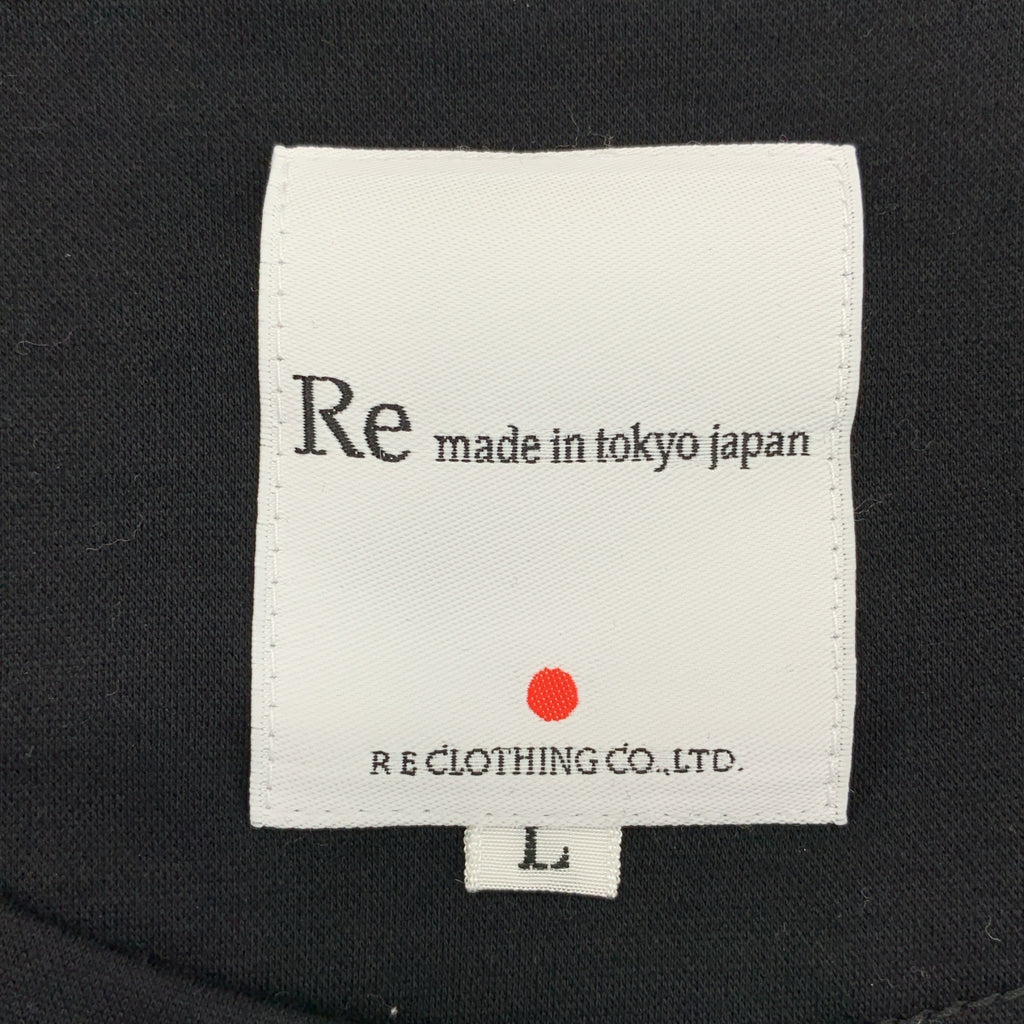 Re made in tokyo japan
RE CLOTHING CO.,LTD.
L